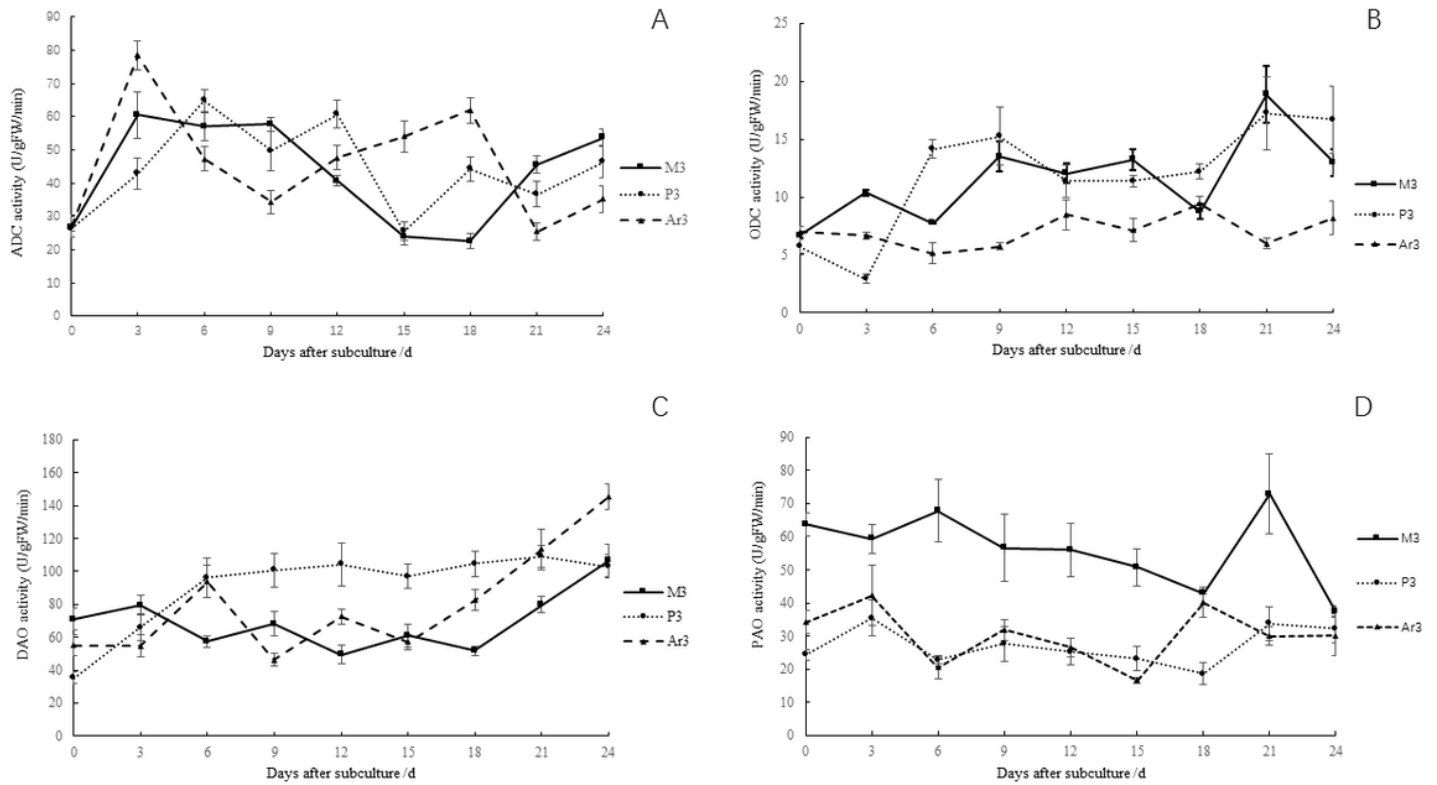 A
ADC activity (U/gFW/min)
90
80
70
60
50
40
30
20
10
0
0 3 6 9 12 15 18 21 24
Days after subculture /d
M3
P3
Ar3
B
ODC activity (U/gFW/min)
25
20
15
10
5
0
0 3 6 9 12 15 18 21 24
Days after subculture /d
M3
P3
Ar3
C
DAO activity (U/gFW/min)
180
160
140
120
100
80
60
40
20
0
0 3 6 9 12 15 18 21 24
Days after subculture /d
M3
P3
Ar3
D
PAO activity (U/gFW/min)
90
80
70
60
50
40
30
20
10
0
0 3 6 9 12 15 18 21 24
Days after subculture /d
M3
P3
Ar3